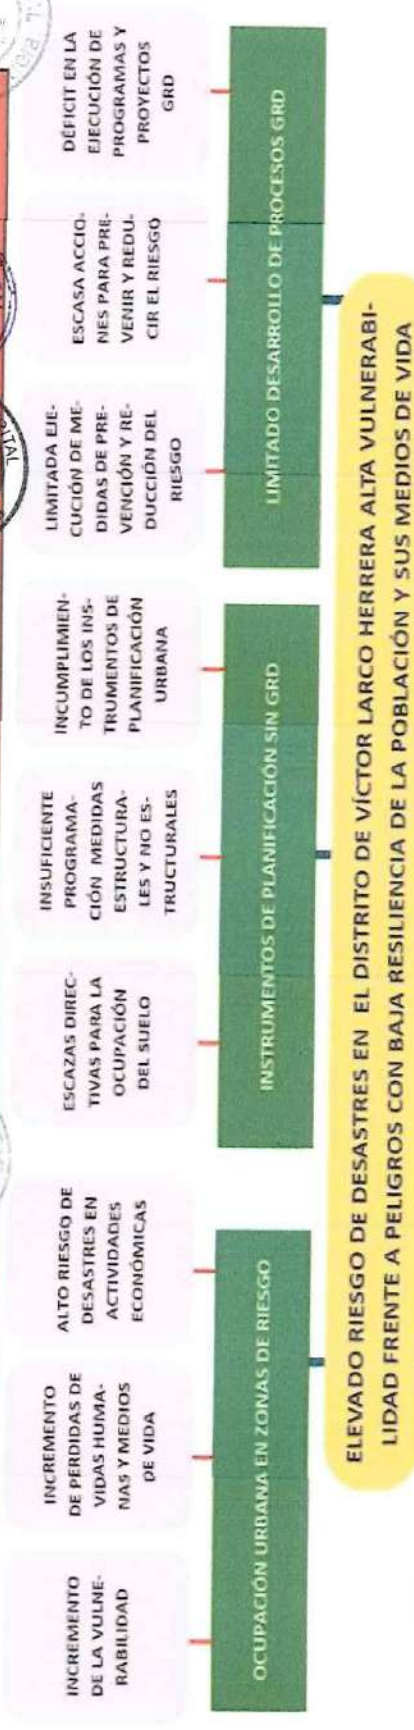 INCREMENTO
DE LA VULNE-
RABILIDAD
INCREMENTO
DE PERDIDAS DE
VIDAS HUMA-
NAS Y MEDIOS
DE VIDA
ALTO RIESGO DE
DESASTRES EN
ACTIVIDADES
ECONÓMICAS
ESCAZAS DIREC-
TIVAS PARA LA
OCUPACIÓN
DEL SUELO
INSUFICIENTE
PROGRAMA-
CIÓN MEDIDAS
ESTRUCTURA-
LES Y NO ES-
TRUCTURALES
INCUMPLIMIEN-
TO DE LOS INS-
TRUMENTOS DE
PLANIFICACIÓN
URBANA
LIMITADA EJE-
CUCIÓN DE ME-
DIDAS DE PRE-
VENCIÓN Y RE-
DUCCIÓN DEL
RIESGO
ESCASA ACCIO-
NES PARA PRE-
VENIR Y REDU-
CIR EL RIESGO
DÉFICIT EN LA
EJECUCIÓN DE
PROGRAMAS Y
PROYECTOS
GRD
OCUPACIÓN URBANA EN ZONAS DE RIESGO
INSTRUMENTOS DE PLANIFICACIÓN SIN GRD
LIMITADO DESARROLLO DE PROCESOS GRD
ELEVADO RIESGO DE DESASTRES EN EL DISTRITO DE VÍCTOR LARCO HERRERA ALTA VULNERABI-
LIDAD FRENTE A PELIGROS CON BAJA RESILIENCIA DE LA POBLACIÓN Y SUS MEDIOS DE VIDA